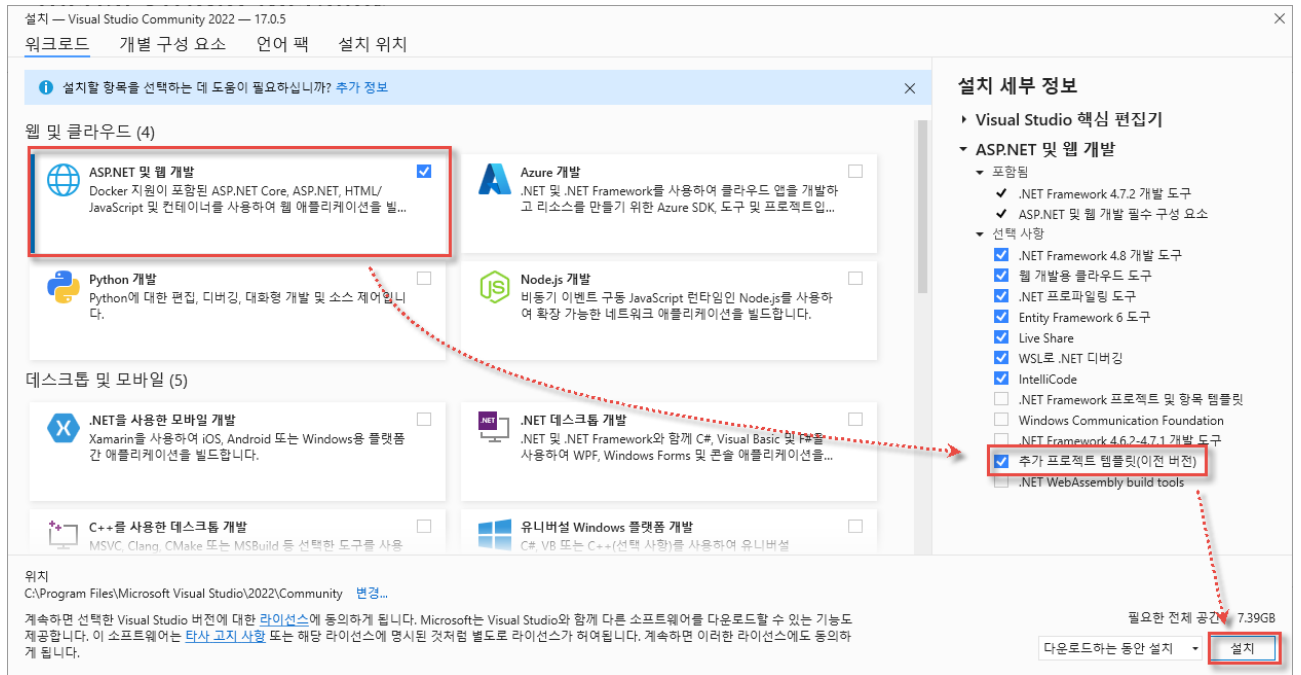 설치 — Visual Studio Community 2022 — 17.0.5
워크로드 개별 구성 요소 언어 팩 설치 위치
설치할 항목을 선택하는 데 도움이 필요하십니까? 추가 정보
웹 및 클라우드 (4)
ASP.NET 및 웹 개발
Docker 지원이 포함된 ASP.NET Core, ASP.NET, HTML/
JavaScript 및 컨테이너를 사용하여 웹 애플리케이션을 빌...
Azure 개발
.NET 및 .NET Framework를 사용하여 클라우드 앱을 개발하
고 리소스를 만들기 위한 Azure SDK, 도구 및 프로젝트입...
Python 개발
Python에 대한 편집, 디버깅, 대화형 개발 및 소스 제어입니
다.
Node.js 개발
비동기 이벤트 구동 JavaScript 런타임인 Node.js를 사용하
여 확장 가능한 네트워크 애플리케이션을 빌드합니다.
데스크톱 및 모바일 (5)
.NET을 사용한 모바일 개발
Xamarin을 사용하여 iOS, Android 또는 Windows용 플랫폼
간 애플리케이션을 빌드합니다.
.NET 데스크톱 개발
.NET 및 .NET Framework와 함께 C#, Visual Basic 및 F#을
사용하여 WPF, Windows Forms 및 콘솔 애플리케이션을...
C++를 사용한 데스크톱 개발
MSVC, Clang, CMake 또는 MSBuild 등 선택한 도구를 사용
유니버설 Windows 플랫폼 개발
C#, VB 또는 C++(선택 사항)를 사용하여 유니버설
설치 세부 정보
Visual Studio 핵심 편집기
ASP.NET 및 웹 개발
포함됨
.NET Framework 4.7.2 개발 도구
ASP.NET 및 웹 개발 필수 구성 요소
선택 사항
.NET Framework 4.8 개발 도구
웹 개발용 클라우드 도구
.NET 프로파일링 도구
Entity Framework 6 도구
Live Share
WSL로 .NET 디버깅
IntelliCode
.NET Framework 프로젝트 및 항목 템플릿
Windows Communication Foundation
.NET Framework 4.6.2-4.7.1 개발 도구
추가 프로젝트 템플릿(이전 버전)
.NET WebAssembly build tools
위치
C:\Program Files\Microsoft Visual Studio\2022\Community 변경...
계속하면 선택한 Visual Studio 버전에 대한 라이선스에 동의하게 됩니다. Microsoft는 Visual Studio와 함께 다른 소프트웨어를 다운로드할 수 있는 기능도
제공합니다. 이 소프트웨어는 타사 고지 사항 또는 해당 라이선스에 명시된 것처럼 별도로 라이선스가 허여됩니다. 계속하면 이러한 라이선스에도 동의하
게 됩니다.
필요한 전체 공간 7.39GB
다운로드하는 동안 설치 설치